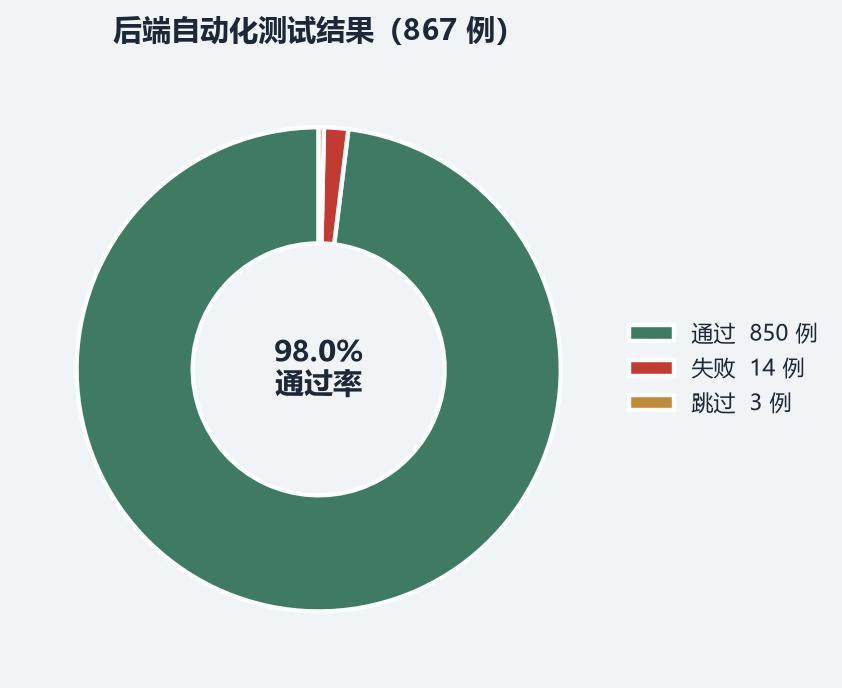 后端自动化测试结果（867 例）
98.0%
通过率
通过 850 例
失败 14 例
跳过 3 例